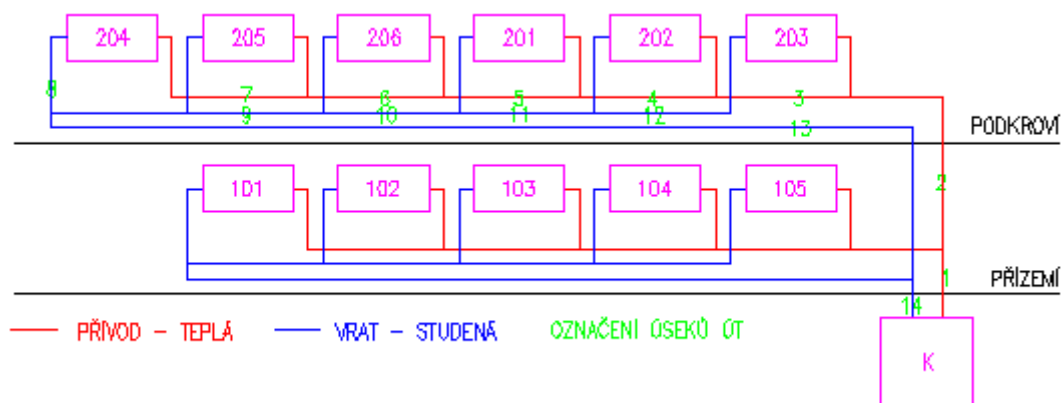 204 205 206 201 202 203
8 7 6 5 4 3
9 10 11 12 13
PODKROVÍ
2
101 102 103 104 105
1 PŘÍZEMÍ
14
PŘÍVOD - TEPLÁ VRAT - STUDENÁ OZNAČENÍ ÚSEKŮ ÚT
K